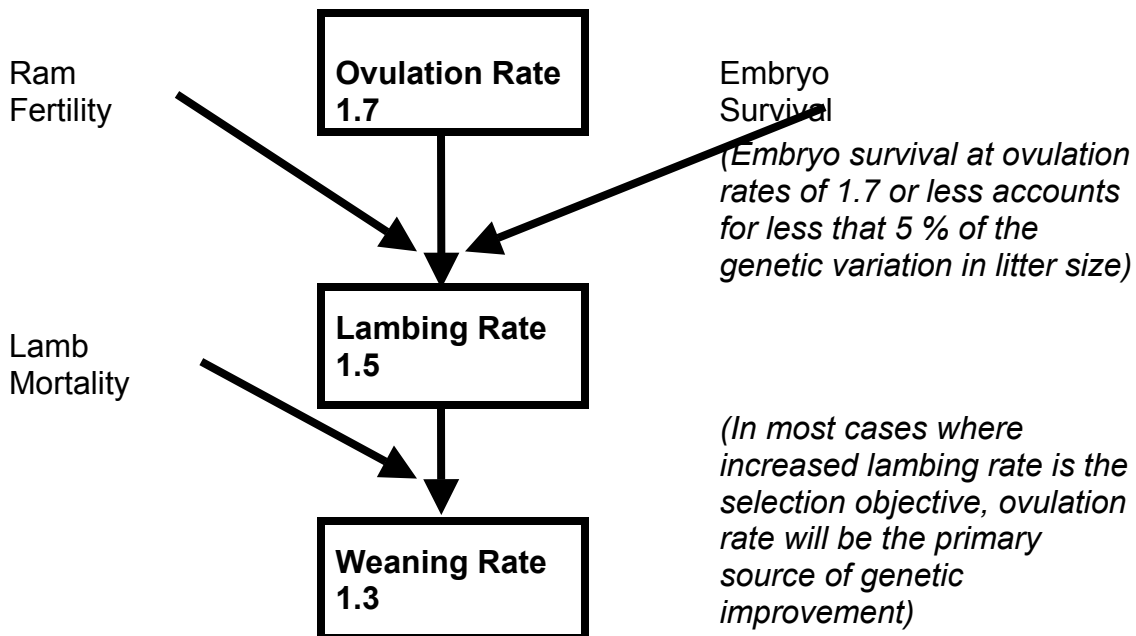 Ram
Fertility
Ovulation Rate
1.7
Embryo
Survival
(Embryo survival at ovulation
rates of 1.7 or less accounts
for less that 5 % of the
genetic variation in litter size)
Lambing Rate
1.5
Lamb
Mortality
(In most cases where
increased lambing rate is the
selection objective, ovulation
rate will be the primary
source of genetic
improvement)
Weaning Rate
1.3